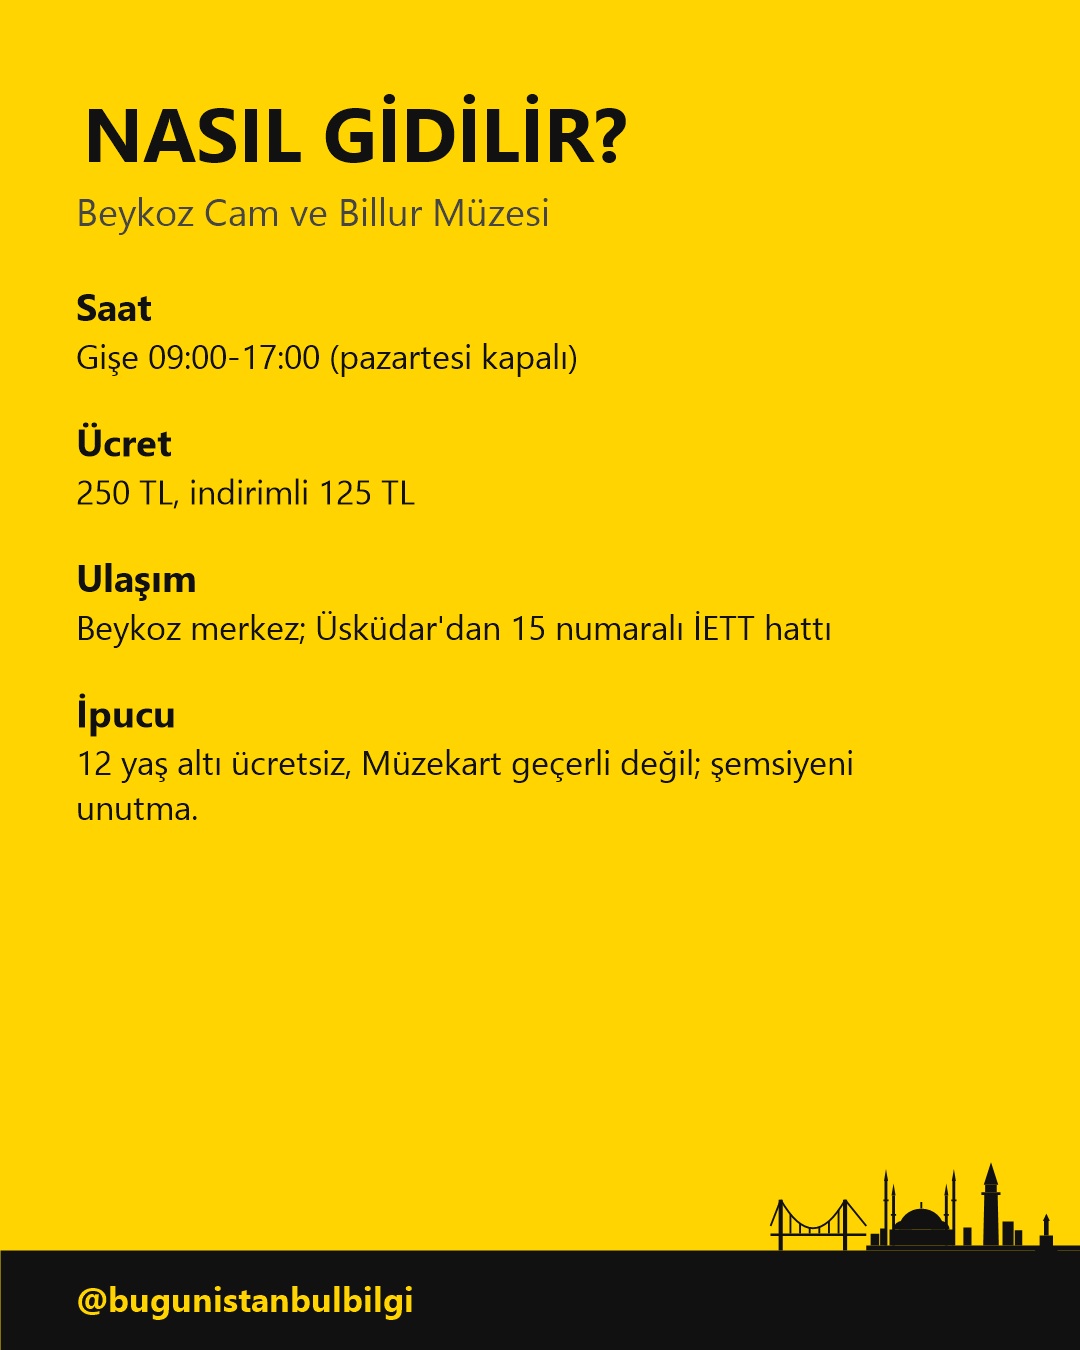 NASIL GİDİLİR?
Beykoz Cam ve Billur Müzesi
Saat
Gişe 09:00-17:00 (pazartesi kapalı)
Ücret
250 TL, indirimli 125 TL
Ulaşım
Beykoz merkez; Üsküdar'dan 15 numaralı İETT hattı
İpucu
12 yaş altı ücretsiz, Müzekart geçerli değil; şemsiyeni
unutma.
@bugunistanbulbilgi